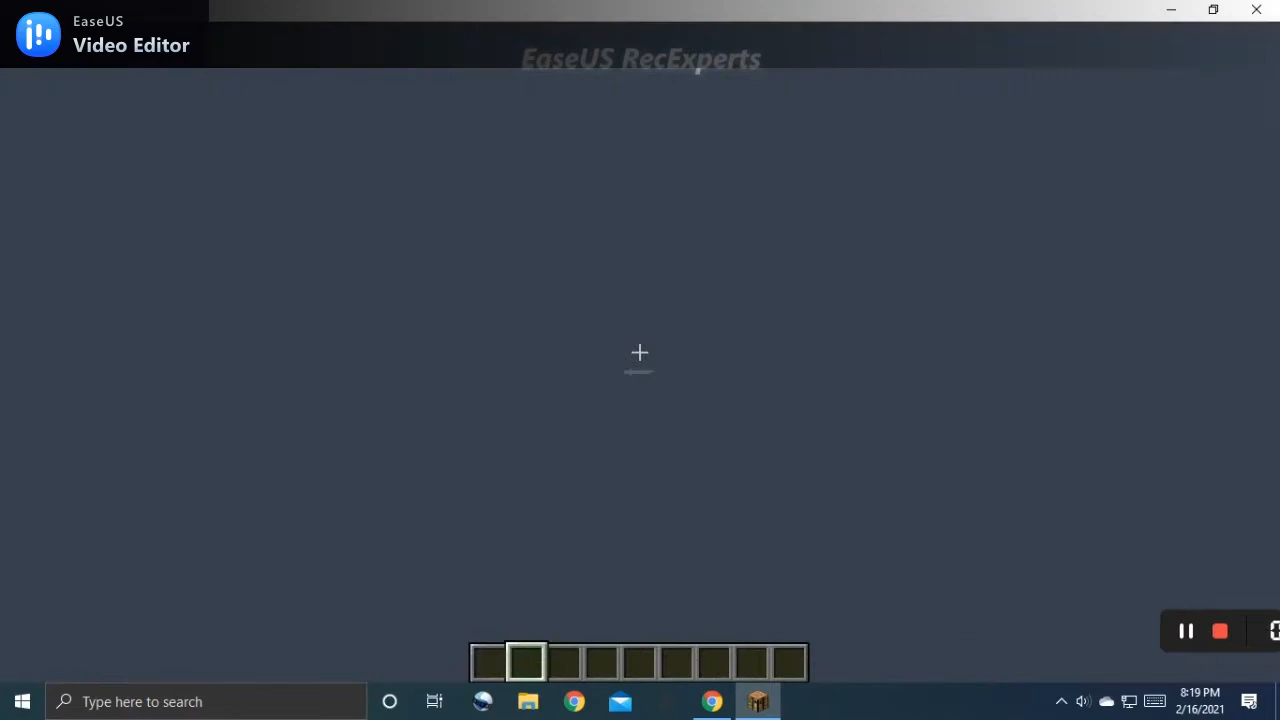 EaseUS
Video Editor
EaseUS RecExperts
Type here to search
8:19 PM
2/16/2021